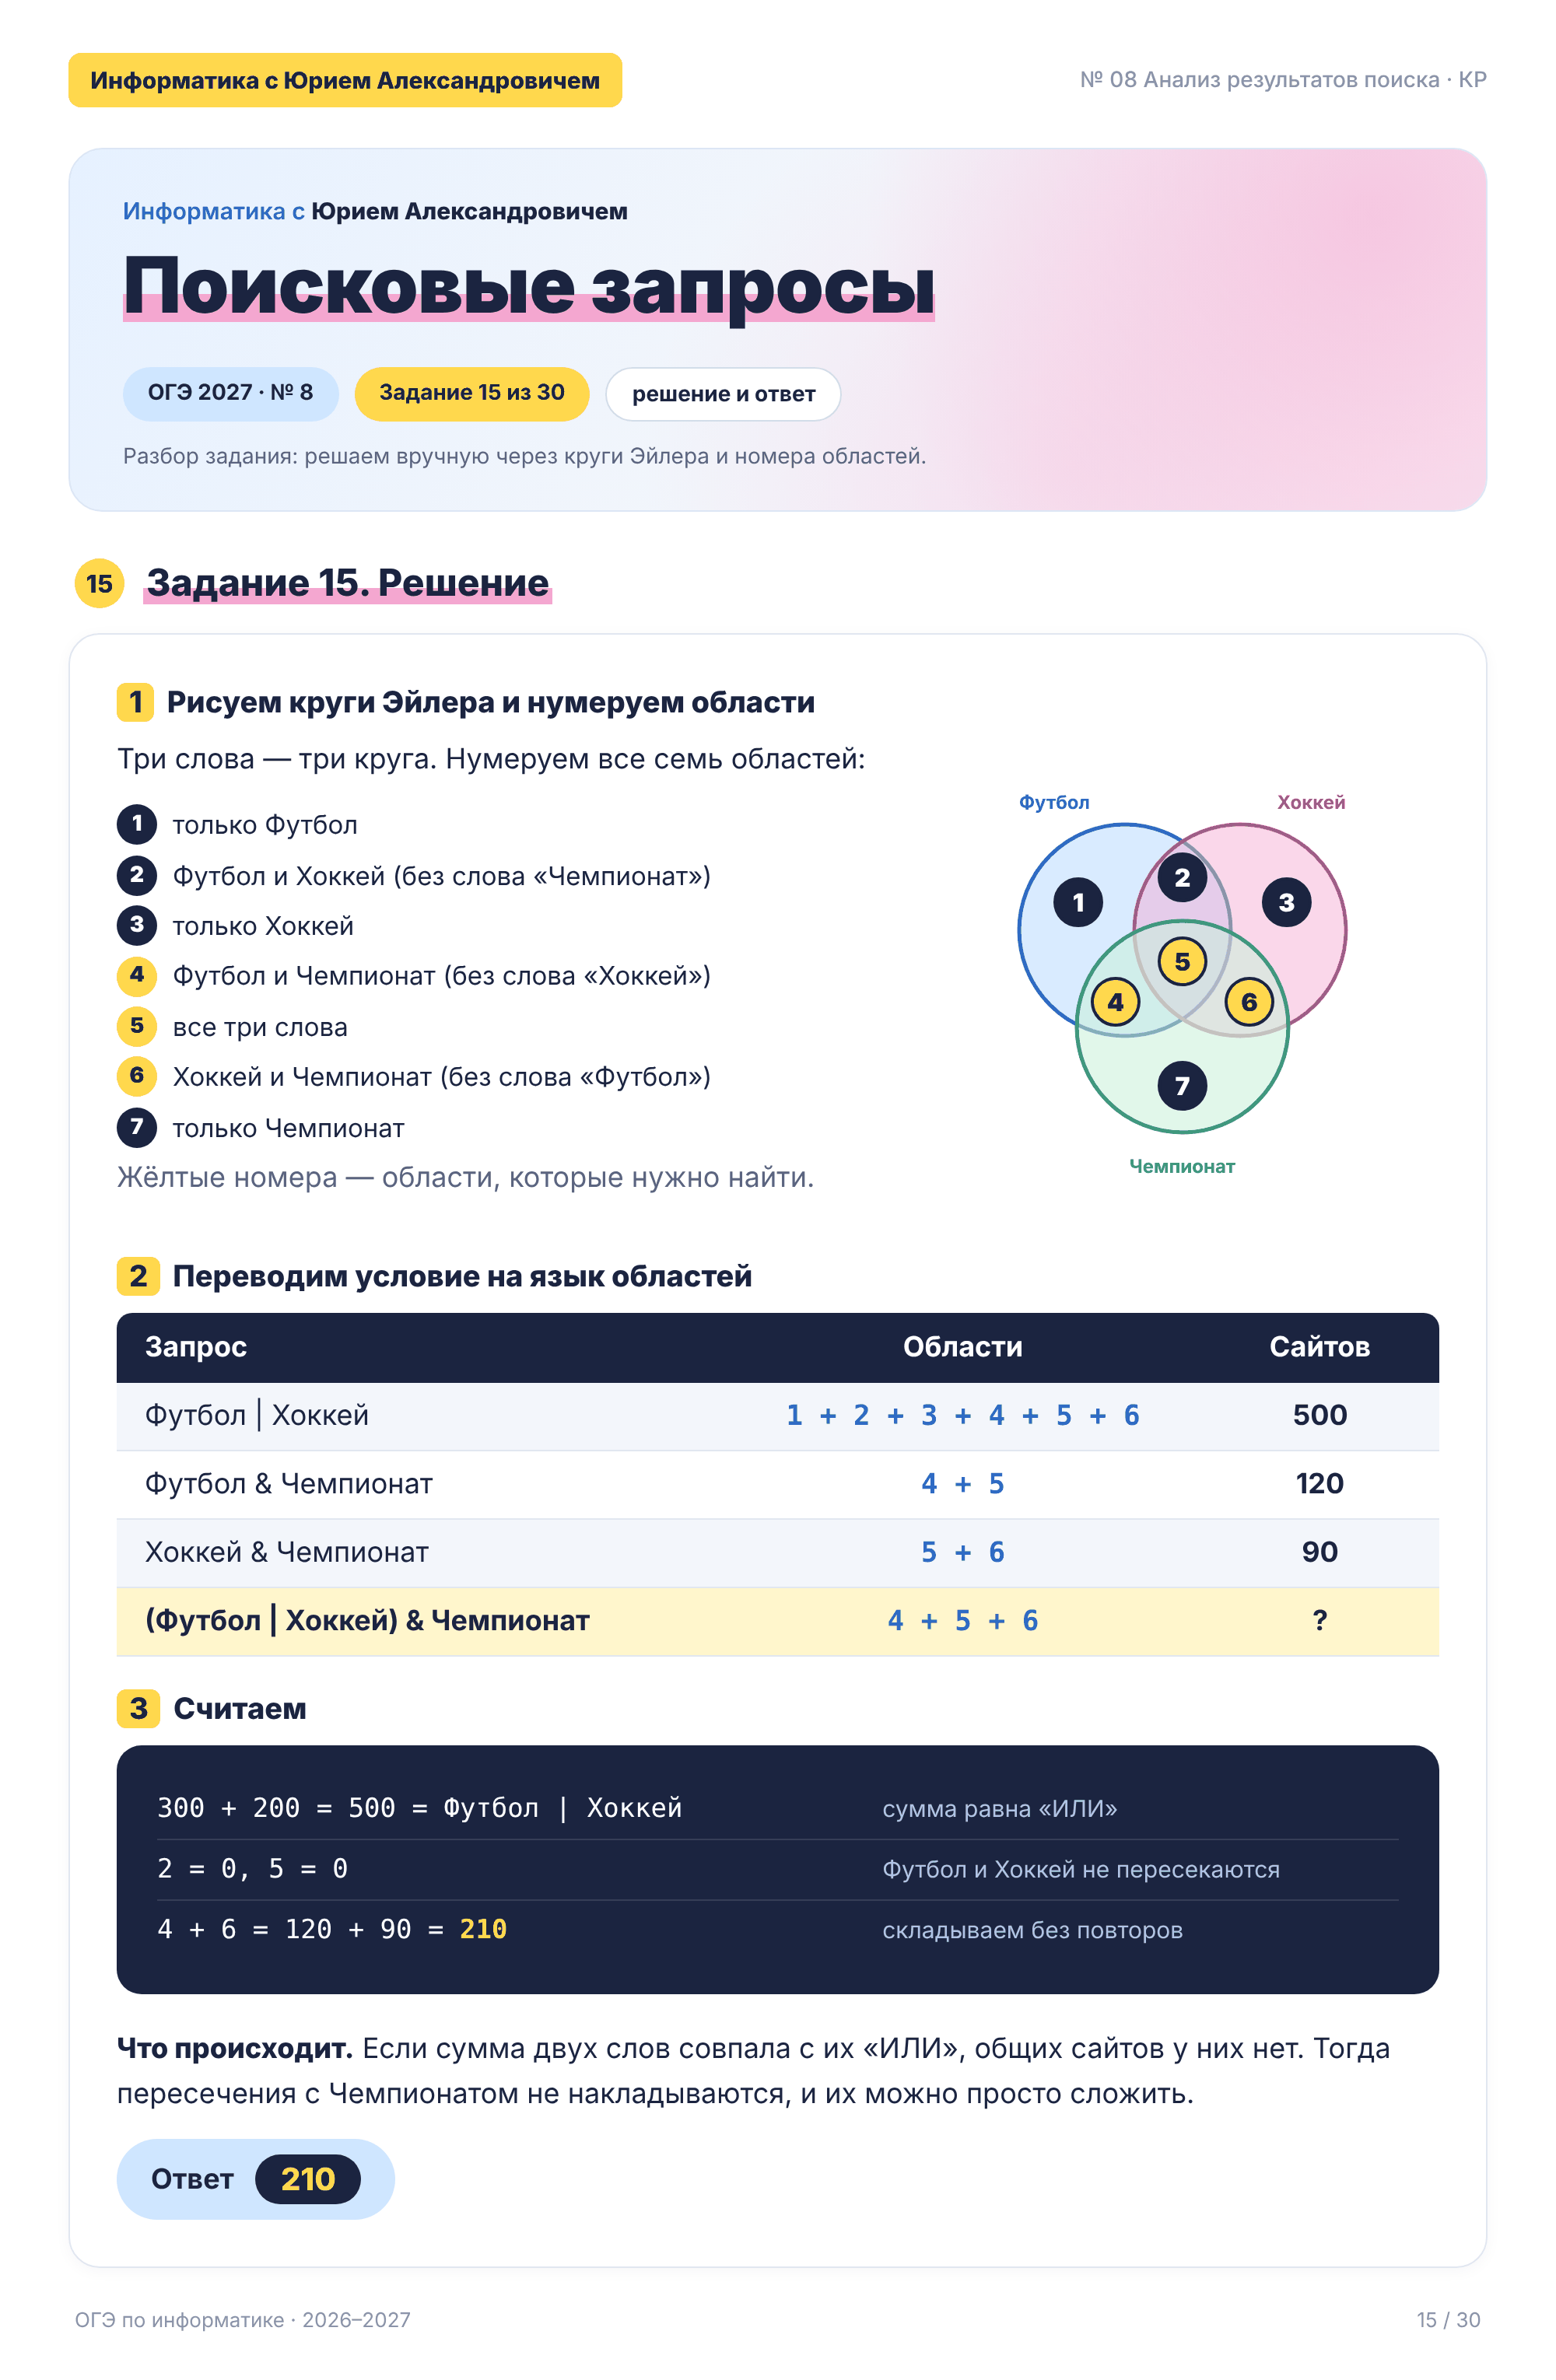 Информатика с Юрием Александровичем
№ 08 Анализ результатов поиска · КР
Информатика с Юрием Александровичем
Поисковые запросы
ОГЭ 2027 · № 8
Задание 15 из 30
решение и ответ
Разбор задания: решаем вручную через круги Эйлера и номера областей.
15 Задание 15. Решение
1 Рисуем круги Эйлера и нумеруем области
Три слова — три круга. Нумеруем все семь областей:
1 только Футбол
2 Футбол и Хоккей (без слова «Чемпионат»)
3 только Хоккей
4 Футбол и Чемпионат (без слова «Хоккей»)
5 все три слова
6 Хоккей и Чемпионат (без слова «Футбол»)
7 только Чемпионат
Жёлтые номера — области, которые нужно найти.
Футбол
Хоккей
1
2
3
4
5
6
7
Чемпионат
2 Переводим условие на язык областей
Запрос Области Сайтов
Футбол | Хоккей 1 + 2 + 3 + 4 + 5 + 6 500
Футбол & Чемпионат 4 + 5 120
Хоккей & Чемпионат 5 + 6 90
(Футбол | Хоккей) & Чемпионат 4 + 5 + 6 ?
3 Считаем
300 + 200 = 500 = Футбол | Хоккей сумма равна «ИЛИ»
2 = 0, 5 = 0 Футбол и Хоккей не пересекаются
4 + 6 = 120 + 90 = 210 складываем без повторов
Что происходит. Если сумма двух слов совпала с их «ИЛИ», общих сайтов у них нет. Тогда
пересечения с Чемпионатом не накладываются, и их можно просто сложить.
Ответ 210
ОГЭ по информатике · 2026–2027
15 / 30